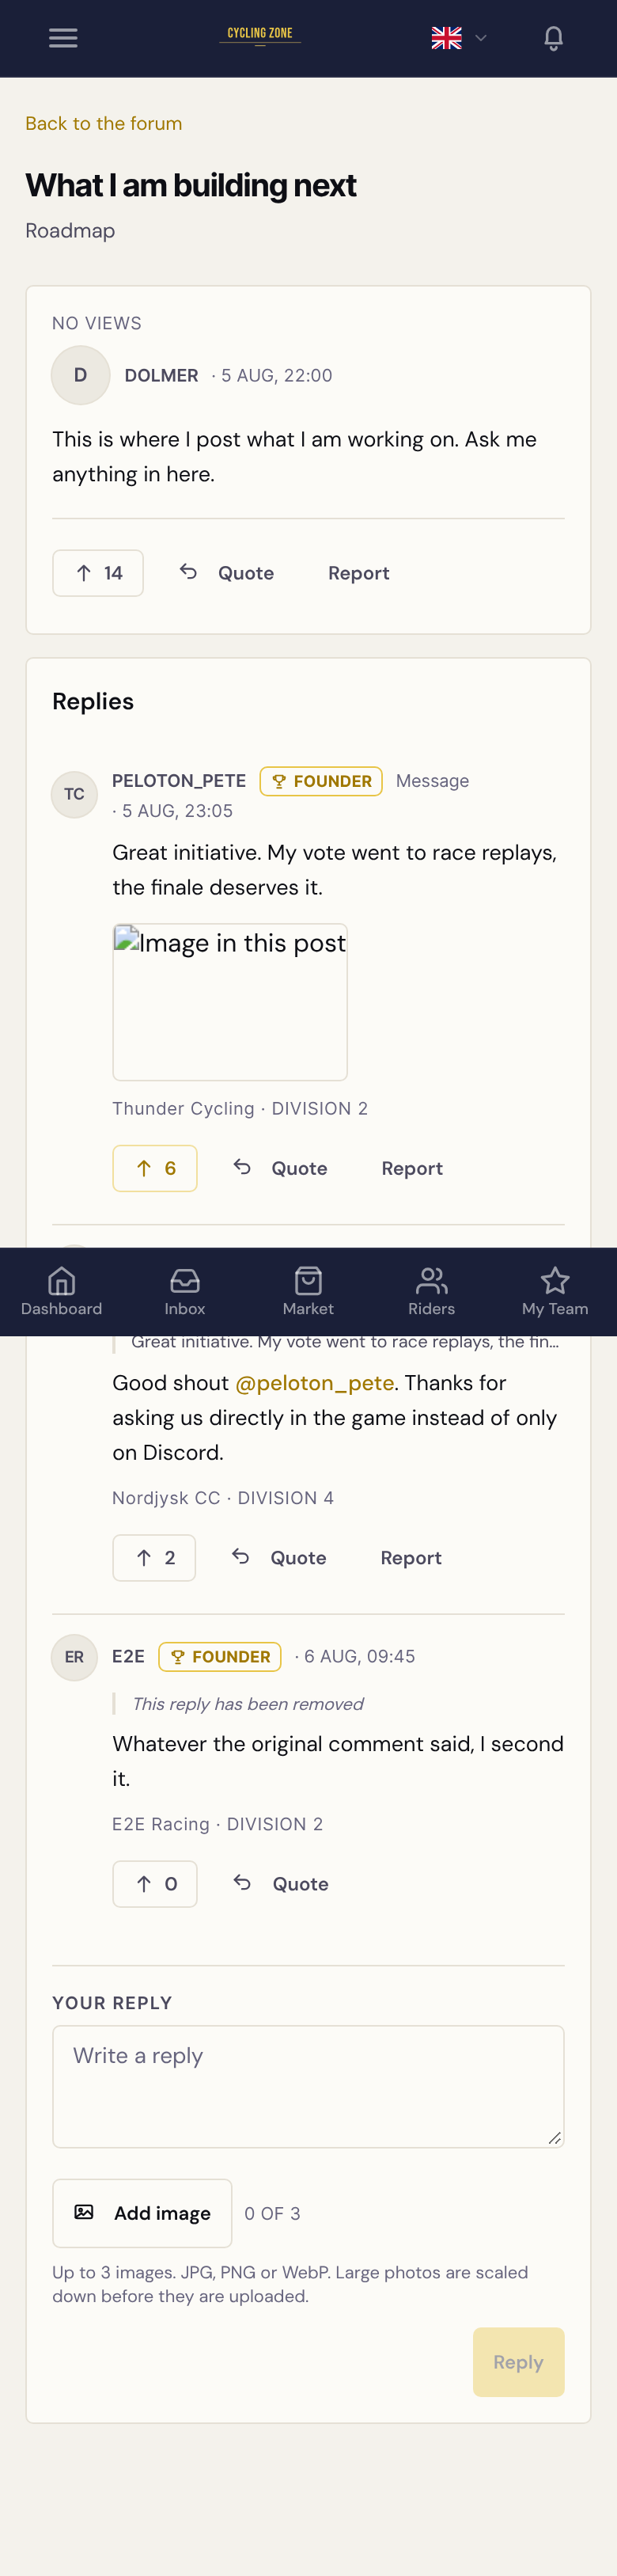 CYCLING ZONE
Back to the forum
What I am building next
Roadmap
NO VIEWS
D
DOLMER · 5 AUG, 22:00
This is where I post what I am working on. Ask me
anything in here.
14 Quote Report
Replies
TC PELOTON_PETE FOUNDER Message
· 5 AUG, 23:05
Great initiative. My vote went to race replays,
the finale deserves it.
Image in this post
Thunder Cycling · DIVISION 2
6 Quote Report
Dashboard Inbox Market Riders My Team
Great initiative. My vote went to race replays, the fin...
Good shout @peloton_pete. Thanks for
asking us directly in the game instead of only
on Discord.
Nordjysk CC · DIVISION 4
2 Quote Report
ER E2E FOUNDER · 6 AUG, 09:45
This reply has been removed
Whatever the original comment said, I second
it.
E2E Racing · DIVISION 2
0 Quote
YOUR REPLY
Write a reply
Add image 0 OF 3
Up to 3 images. JPG, PNG or WebP. Large photos are scaled
down before they are uploaded.
Reply